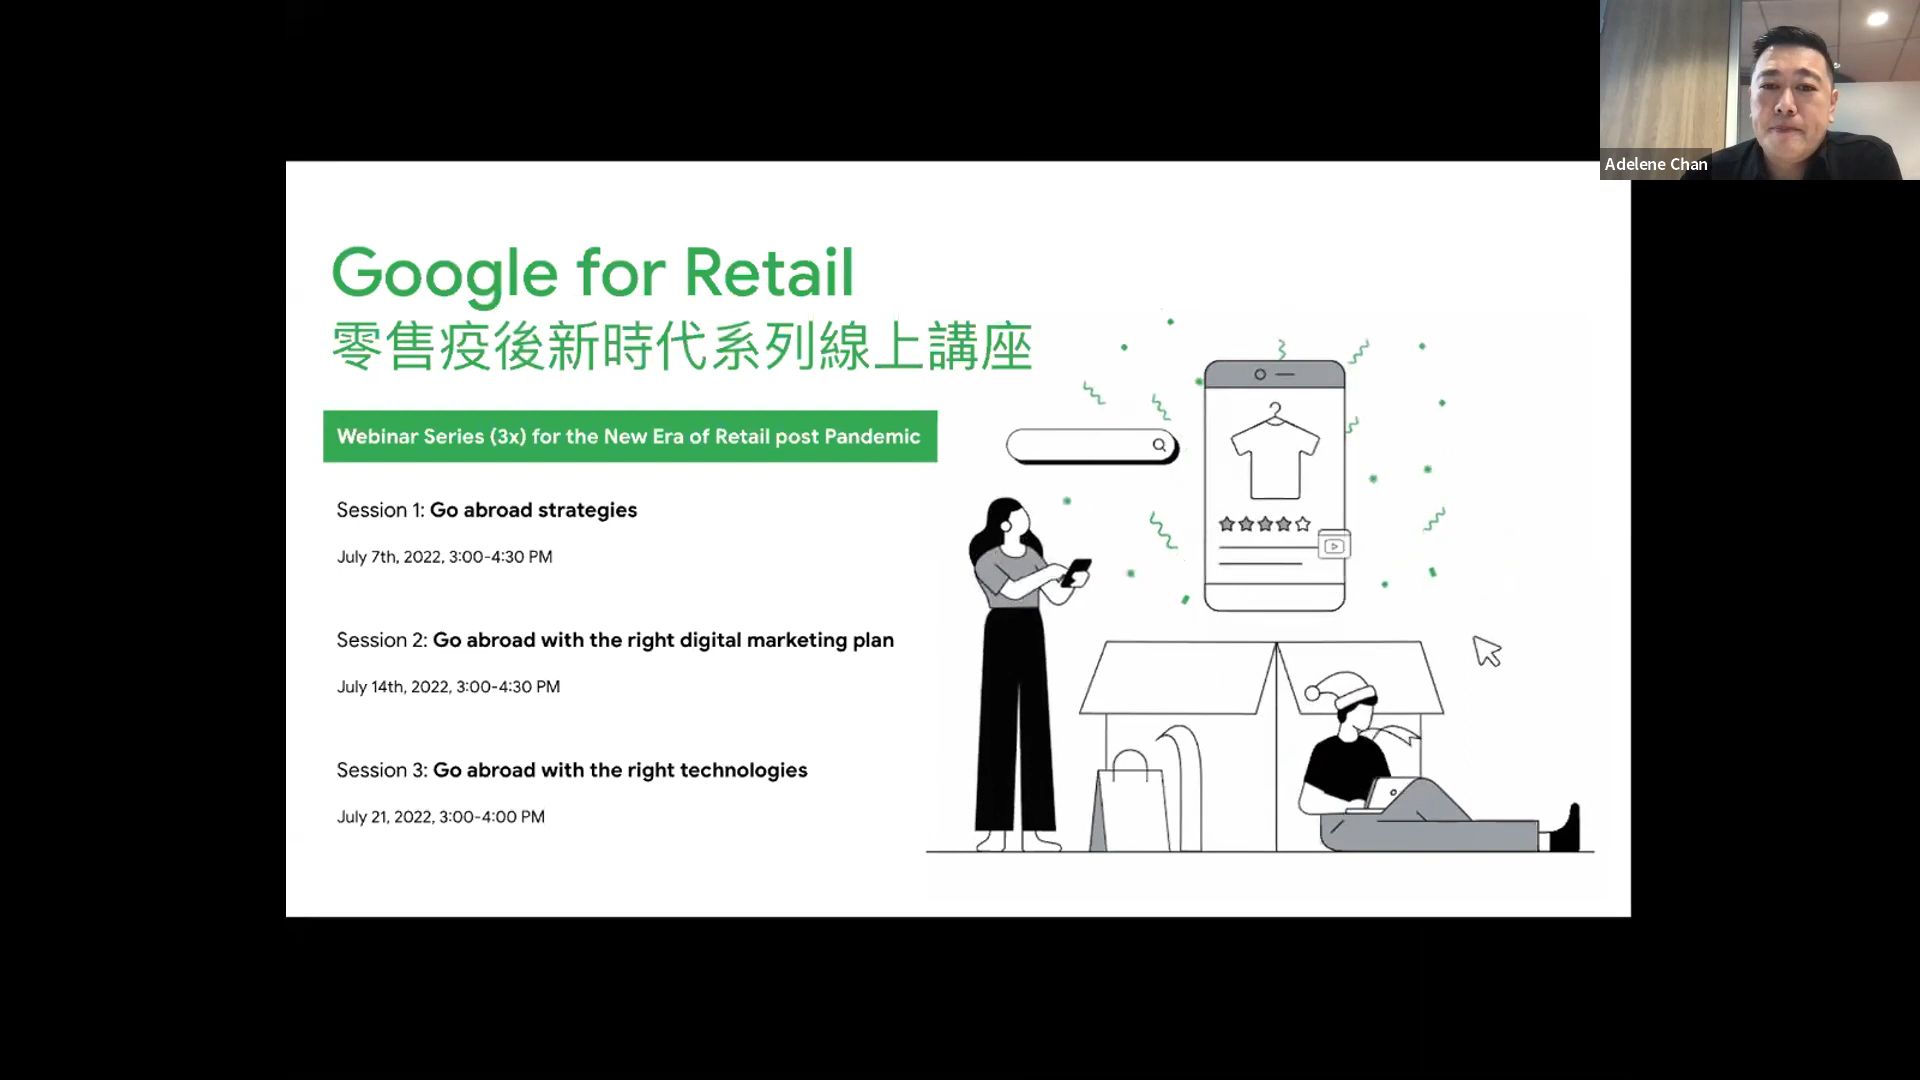 Adelene Chan
Google for Retail
零售疫後新時代系列線上講座
Webinar Series (3x) for the New Era of Retail post Pandemic
Session 1: Go abroad strategies
July 7th, 2022, 3:00-4:30 PM
Session 2: Go abroad with the right digital marketing plan
July 14th, 2022, 3:00-4:30 PM
Session 3: Go abroad with the right technologies
July 21, 2022, 3:00-4:00 PM